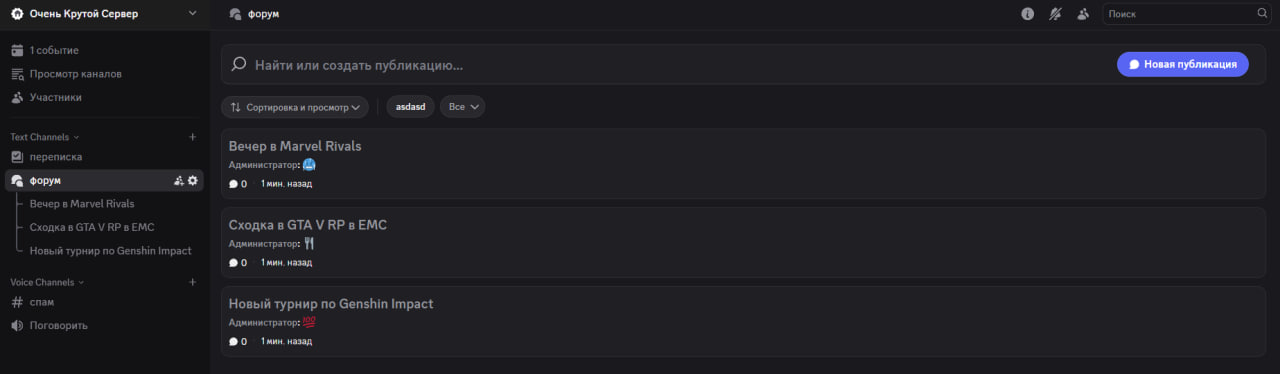 Очень Крутой Сервер
1 событие
Просмотр каналов
Участники
Text Channels
переписка
форум
Вечер в Marvel Rivals
Сходка в GTA V RP в EMC
Новый турнир по Genshin Impact
Voice Channels
спам
Поговорить
форум
Поиск
Найти или создать публикацию...
Новая публикация
Сортировка и просмотр
asdasd
Все
Вечер в Marvel Rivals
Администратор: 🥶
0 · 1 мин. назад
Сходка в GTA V RP в EMC
Администратор: 🍴
0 · 1 мин. назад
Новый турнир по Genshin Impact
Администратор: 💯
0 · 1 мин. назад